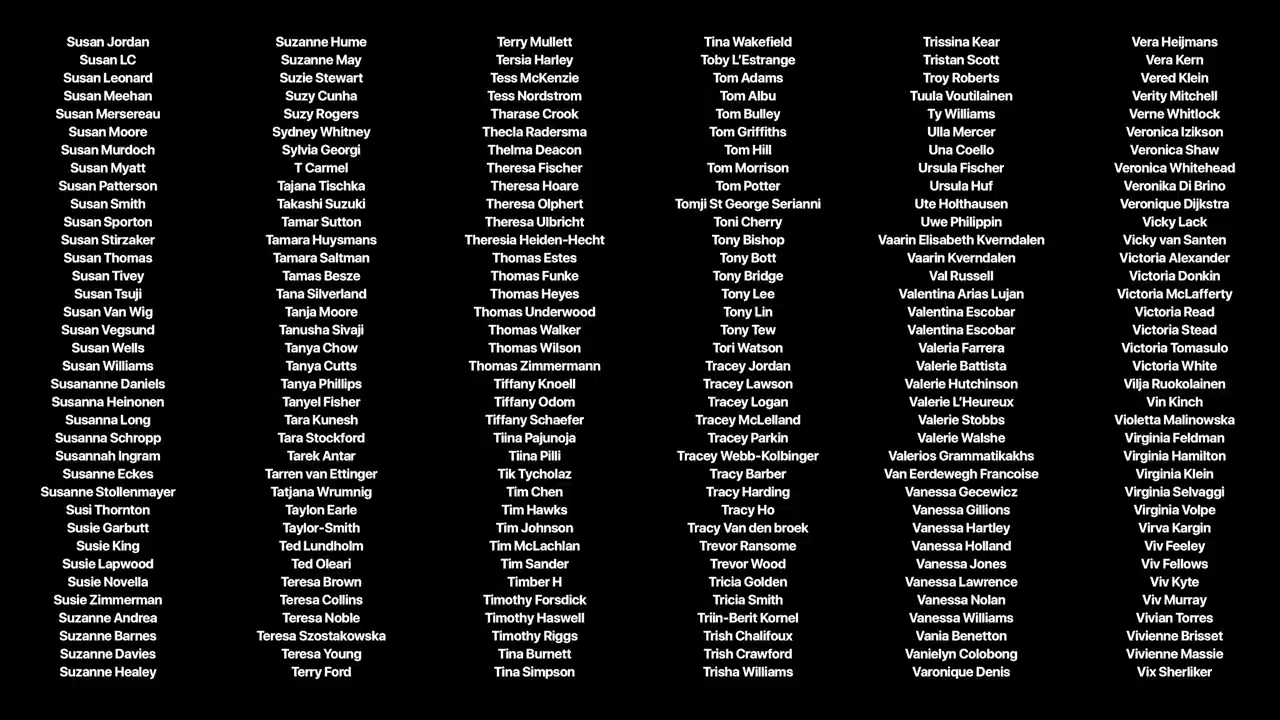 Susan Jordan
Susan LC
Susan Leonard
Susan Meehan
Susan Mersereau
Susan Moore
Susan Murdoch
Susan Myatt
Susan Patterson
Susan Smith
Susan Sporton
Susan Stirzaker
Susan Thomas
Susan Tivey
Susan Tsuji
Susan Van Wig
Susan Vegsund
Susan Wells
Susan Williams
Susananne Daniels
Susanna Heinonen
Susanna Long
Susanna Schropp
Susannah Ingram
Susanne Eckes
Susanne Stollenmayer
Susi Thornton
Susie Garbutt
Susie King
Susie Lapwood
Susie Novella
Susie Zimmerman
Suzanne Andrea
Suzanne Barnes
Suzanne Davies
Suzanne Healey
Suzanne Hume
Suzanne May
Suzie Stewart
Suzy Cunha
Suzy Rogers
Sydney Whitney
Sylvia Georgi
T Carmel
Tajana Tischka
Takashi Suzuki
Tamar Sutton
Tamara Huysmans
Tamara Saltman
Tamas Besze
Tana Silverland
Tanja Moore
Tanusha Sivaji
Tanya Chow
Tanya Cutts
Tanya Phillips
Tanyel Fisher
Tara Kunesh
Tara Stockford
Tarek Antar
Tarren van Ettinger
Tatjana Wrumnig
Taylon Earle
Taylor-Smith
Ted Lundholm
Ted Oleari
Teresa Brown
Teresa Collins
Teresa Noble
Teresa Szostakowska
Teresa Young
Terry Ford
Terry Mullett
Tersia Harley
Tess McKenzie
Tess Nordstrom
Tharase Crook
Thecla Radersma
Thelma Deacon
Theresa Fischer
Theresa Hoare
Theresa Olphert
Theresa Ulbricht
Theresia Heiden-Hecht
Thomas Estes
Thomas Funke
Thomas Heyes
Thomas Underwood
Thomas Walker
Thomas Wilson
Thomas Zimmermann
Tiffany Knoell
Tiffany Odom
Tiffany Schaefer
Tiina Pajunoja
Tiina Pilli
Tik Tycholaz
Tim Chen
Tim Hawks
Tim Johnson
Tim McLachlan
Tim Sander
Timber H
Timothy Forsdick
Timothy Haswell
Timothy Riggs
Tina Burnett
Tina Simpson
Tina Wakefield
Toby L’Estrange
Tom Adams
Tom Albu
Tom Bulley
Tom Griffiths
Tom Hill
Tom Morrison
Tom Potter
Tomji St George Serianni
Toni Cherry
Tony Bishop
Tony Bott
Tony Bridge
Tony Lee
Tony Lin
Tony Tew
Tori Watson
Tracey Jordan
Tracey Lawson
Tracey Logan
Tracey McLelland
Tracey Parkin
Tracey Webb-Kolbinger
Tracy Barber
Tracy Harding
Tracy Ho
Tracy Van den broek
Trevor Ransome
Trevor Wood
Tricia Golden
Tricia Smith
Triin-Berit Kornel
Trish Chalifoux
Trish Crawford
Trisha Williams
Trissina Kear
Tristan Scott
Troy Roberts
Tuula Voutilainen
Ty Williams
Ulla Mercer
Una Coello
Ursula Fischer
Ursula Huf
Ute Holthausen
Uwe Philippin
Vaarin Elisabeth Kverndalen
Vaarin Kverndalen
Val Russell
Valentina Arias Lujan
Valentina Escobar
Valentina Escobar
Valeria Farrera
Valerie Battista
Valerie Hutchinson
Valerie L’Heureux
Valerie Stobbs
Valerie Walshe
Valerios Grammatikakhs
Van Eerdewegh Francoise
Vanessa Gecewicz
Vanessa Gillions
Vanessa Hartley
Vanessa Holland
Vanessa Jones
Vanessa Lawrence
Vanessa Nolan
Vanessa Williams
Vania Benetton
Vanielyn Colobong
Varonique Denis
Vera Heijmans
Vera Kern
Vered Klein
Verity Mitchell
Verne Whitlock
Veronica Izikson
Veronica Shaw
Veronica Whitehead
Veronika Di Brino
Veronique Dijkstra
Vicky Lack
Vicky van Santen
Victoria Alexander
Victoria Donkin
Victoria McLafferty
Victoria Read
Victoria Stead
Victoria Tomasulo
Victoria White
Vilja Ruokolainen
Vin Kinch
Violetta Malinowska
Virginia Feldman
Virginia Hamilton
Virginia Klein
Virginia Selvaggi
Virginia Volpe
Virva Kargin
Viv Feeley
Viv Fellows
Viv Kyte
Viv Murray
Vivian Torres
Vivienne Brisset
Vivienne Massie
Vix Sherliker